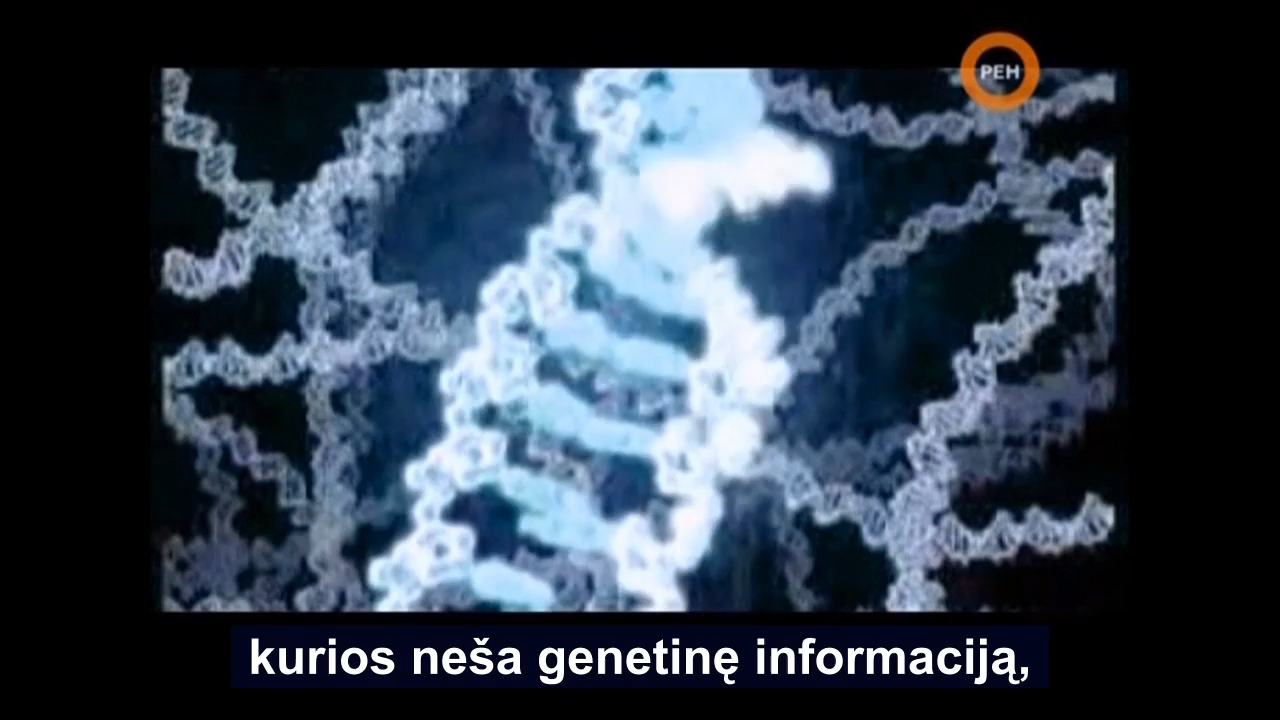 РЕН
kurios neša genetinę informaciją,